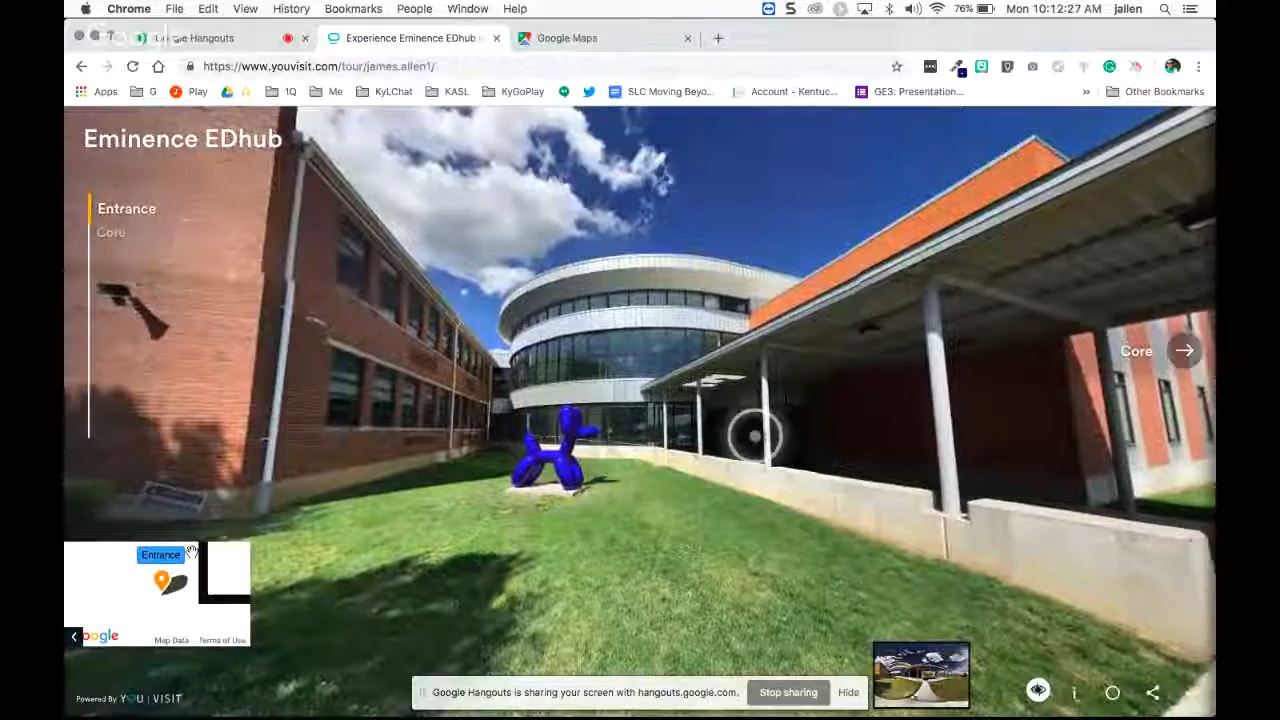 Chrome File Edit View History Bookmarks People Window Help 76% Mon 10:12:27 AM jallen
Hangouts Experience Eminence EDhub Google Maps
https://www.youvisit.com/tour/james.allen1/
Apps G Play 1Q Me KyLChat KASL KyGoPlay SLC Moving Beyo... Account - Kentuc... GE3: Presentation... » Other Bookmarks
Eminence EDhub
Entrance
Core
Core
Entrance
Google
Map Data Terms of Use
Powered By YOU VISIT
Google Hangouts is sharing your screen with hangouts.google.com. Stop sharing Hide